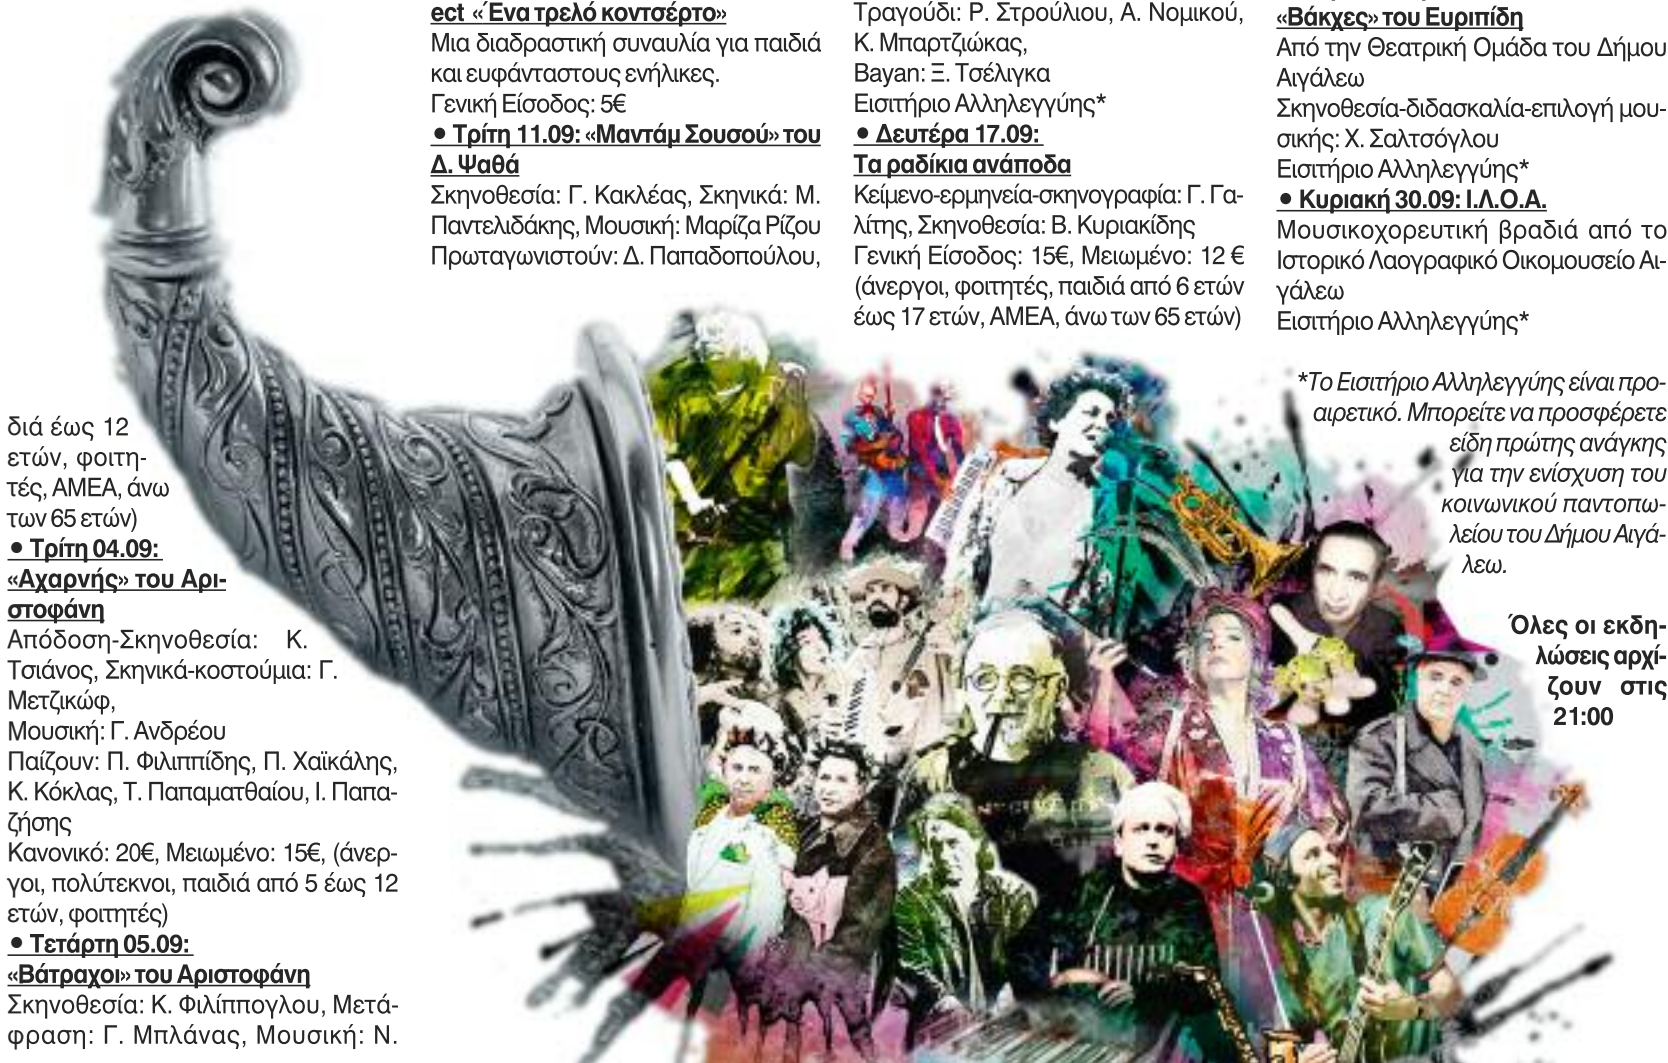 διά έως 12
ετών, φοιτη-
τές, ΑΜΕΑ, άνω
των 65 ετών)
• Τρίτη 04.09:
«Αχαρνής» του Αρι-
στοφάνη
Απόδοση-Σκηνοθεσία: Κ.
Τσιάνος, Σκηνικά-κοστούμια: Γ.
Μετζικώφ,
Μουσική: Γ. Ανδρέου
Παίζουν: Π. Φιλιππίδης, Π. Χαϊκάλης,
Κ. Κόκλας, Τ. Παπαματθαίου, Ι. Παπα-
ζήσης
Κανονικό: 20€, Μειωμένο: 15€, (άνερ-
γοι, πολύτεκνοι, παιδιά από 5 έως 12
ετών, φοιτητές)
• Τετάρτη 05.09:
«Βάτραχοι» του Αριστοφάνη
Σκηνοθεσία: Κ. Φιλίππογλου, Μετά-
φραση: Γ. Μπλάνας, Μουσική: Ν.
ect «Ένα τρελό κοντσέρτο»
Μια διαδραστική συναυλία για παιδιά
και ευφάνταστους ενήλικες.
Γενική Είσοδος: 5€
• Τρίτη 11.09: «Μαντάμ Σουσού» του
Δ. Ψαθά
Σκηνοθεσία: Γ. Κακλέας, Σκηνικά: Μ.
Παντελιδάκης, Μουσική: Μαρίζα Ρίζου
Πρωταγωνιστούν: Δ. Παπαδοπούλου,
Τραγούδι: Ρ. Στρούλιου, Α. Νομικού,
Κ. Μπαρτζιώκας,
Bayan: Ξ. Τσέλιγκα
Εισιτήριο Αλληλεγγύης*
• Δευτέρα 17.09:
Τα ραδίκια ανάποδα
Κείμενο-ερμηνεία-σκηνογραφία: Γ. Γα-
λίτης, Σκηνοθεσία: Β. Κυριακίδης
Γενική Είσοδος: 15€, Μειωμένο: 12 €
(άνεργοι, φοιτητές, παιδιά από 6 ετών
έως 17 ετών, ΑΜΕΑ, άνω των 65 ετών)
«Βάκχες» του Ευριπίδη
Από την Θεατρική Ομάδα του Δήμου
Αιγάλεω
Σκηνοθεσία-διδασκαλία-επιλογή μου-
σικής: Χ. Σαλτσόγλου
Εισιτήριο Αλληλεγγύης*
• Κυριακή 30.09: Ι.Λ.Ο.Α.
Μουσικοχορευτική βραδιά από το
Ιστορικό Λαογραφικό Οικομουσείο Αι-
γάλεω
Εισιτήριο Αλληλεγγύης*
*Το Εισιτήριο Αλληλεγγύης είναι προ-
αιρετικό. Μπορείτε να προσφέρετε
είδη πρώτης ανάγκης
για την ενίσχυση του
κοινωνικού παντοπω-
λείου του Δήμου Αιγά-
λεω.
Όλες οι εκδη-
λώσεις αρχί-
ζουν στις
21:00